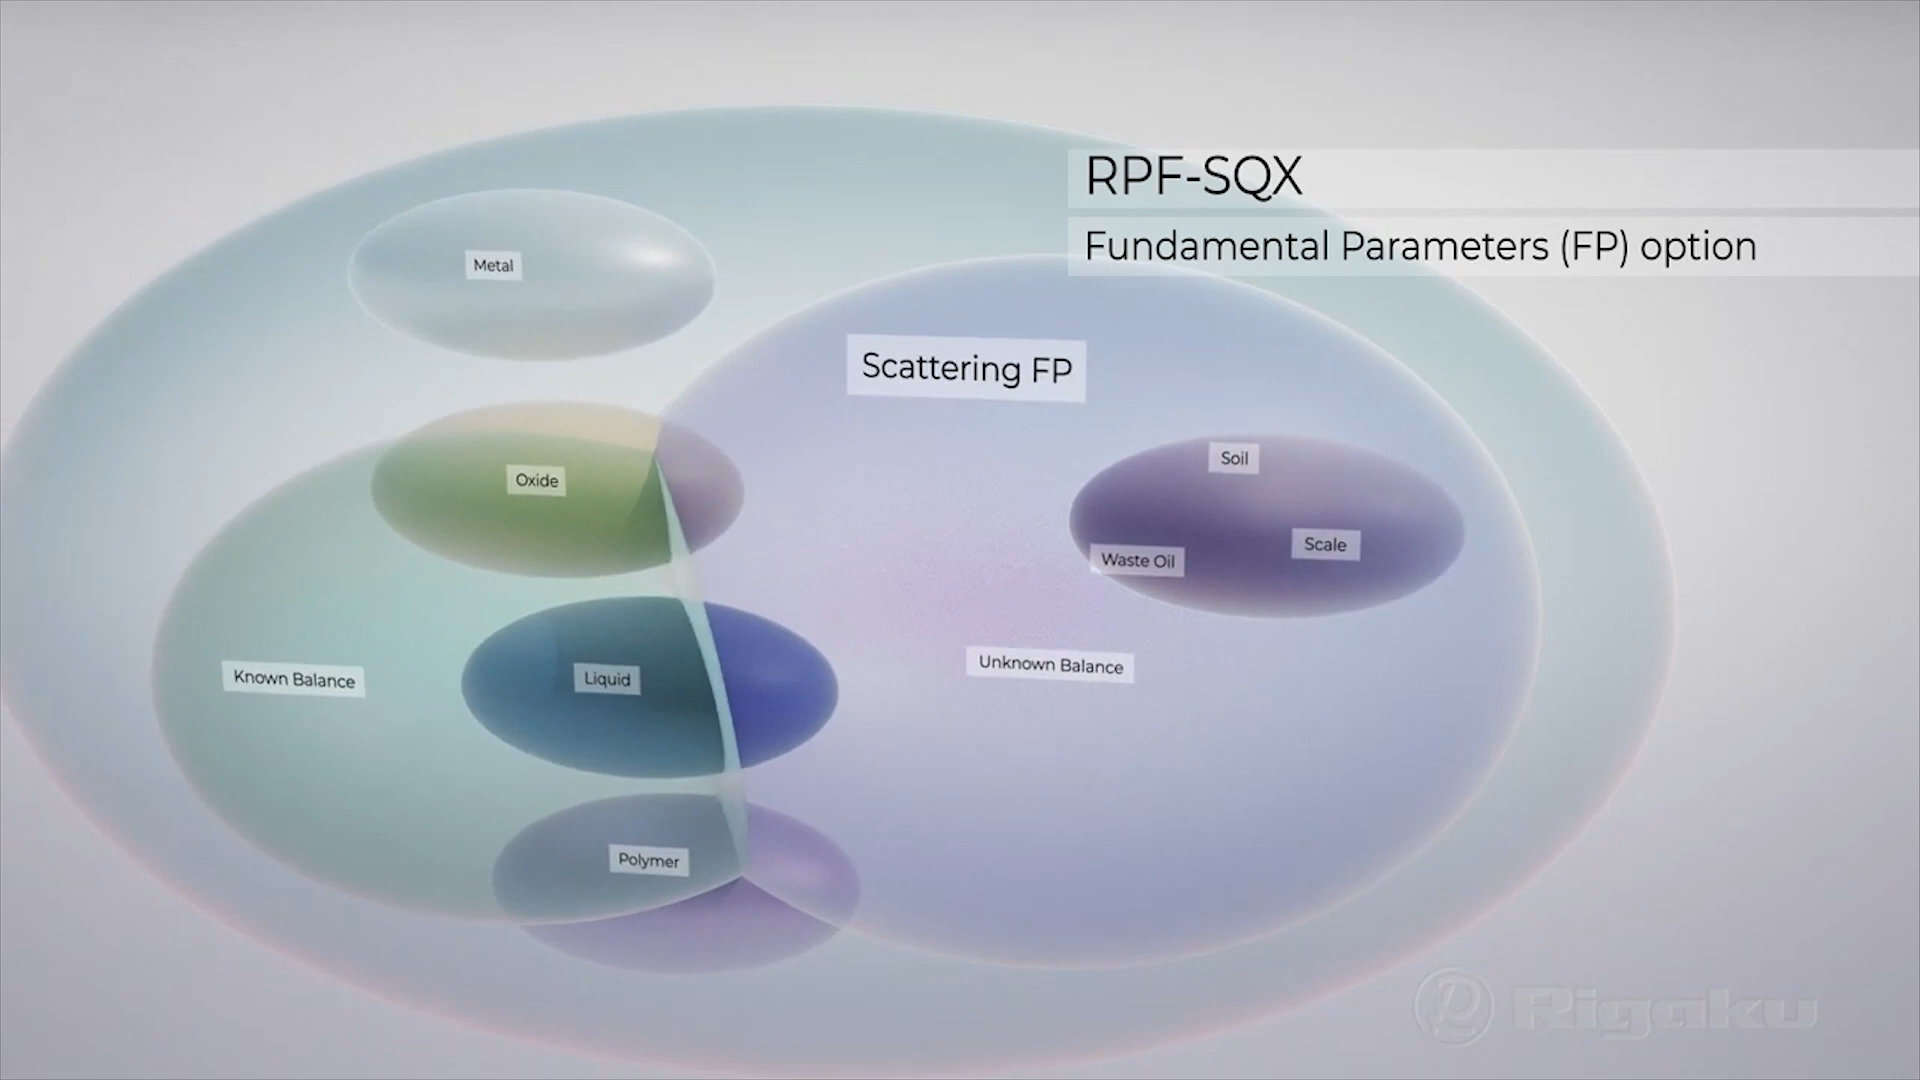 RPF-SQX
Fundamental Parameters (FP) option
Metal
Scattering FP
Oxide
Soil
Scale
Waste Oil
Known Balance
Liquid
Unknown Balance
Polymer
Rigaku